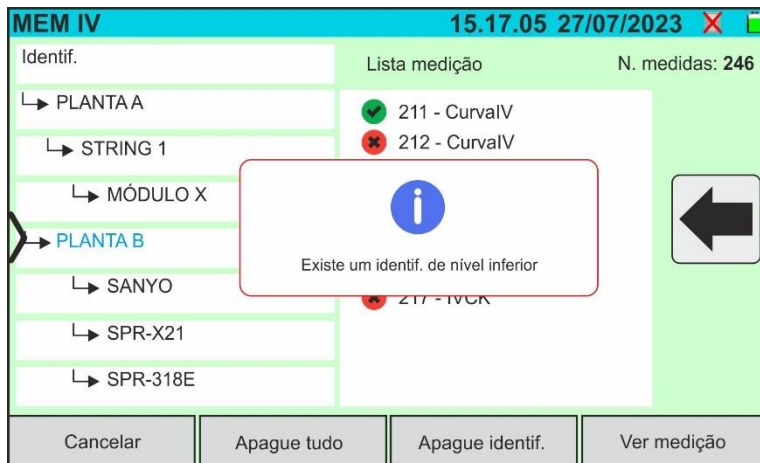 MEM IV 15.17.05 27/07/2023
Identif. Lista medição N. medidas: 246
PLANTA A
211 - CurvaIV
STRING 1
212 - CurvaIV
MÓDULO X
PLANTA B
Existe um identif. de nível inferior
SANYO
217 - IVCK
SPR-X21
SPR-318E
Cancelar Apague tudo Apague identif. Ver medição